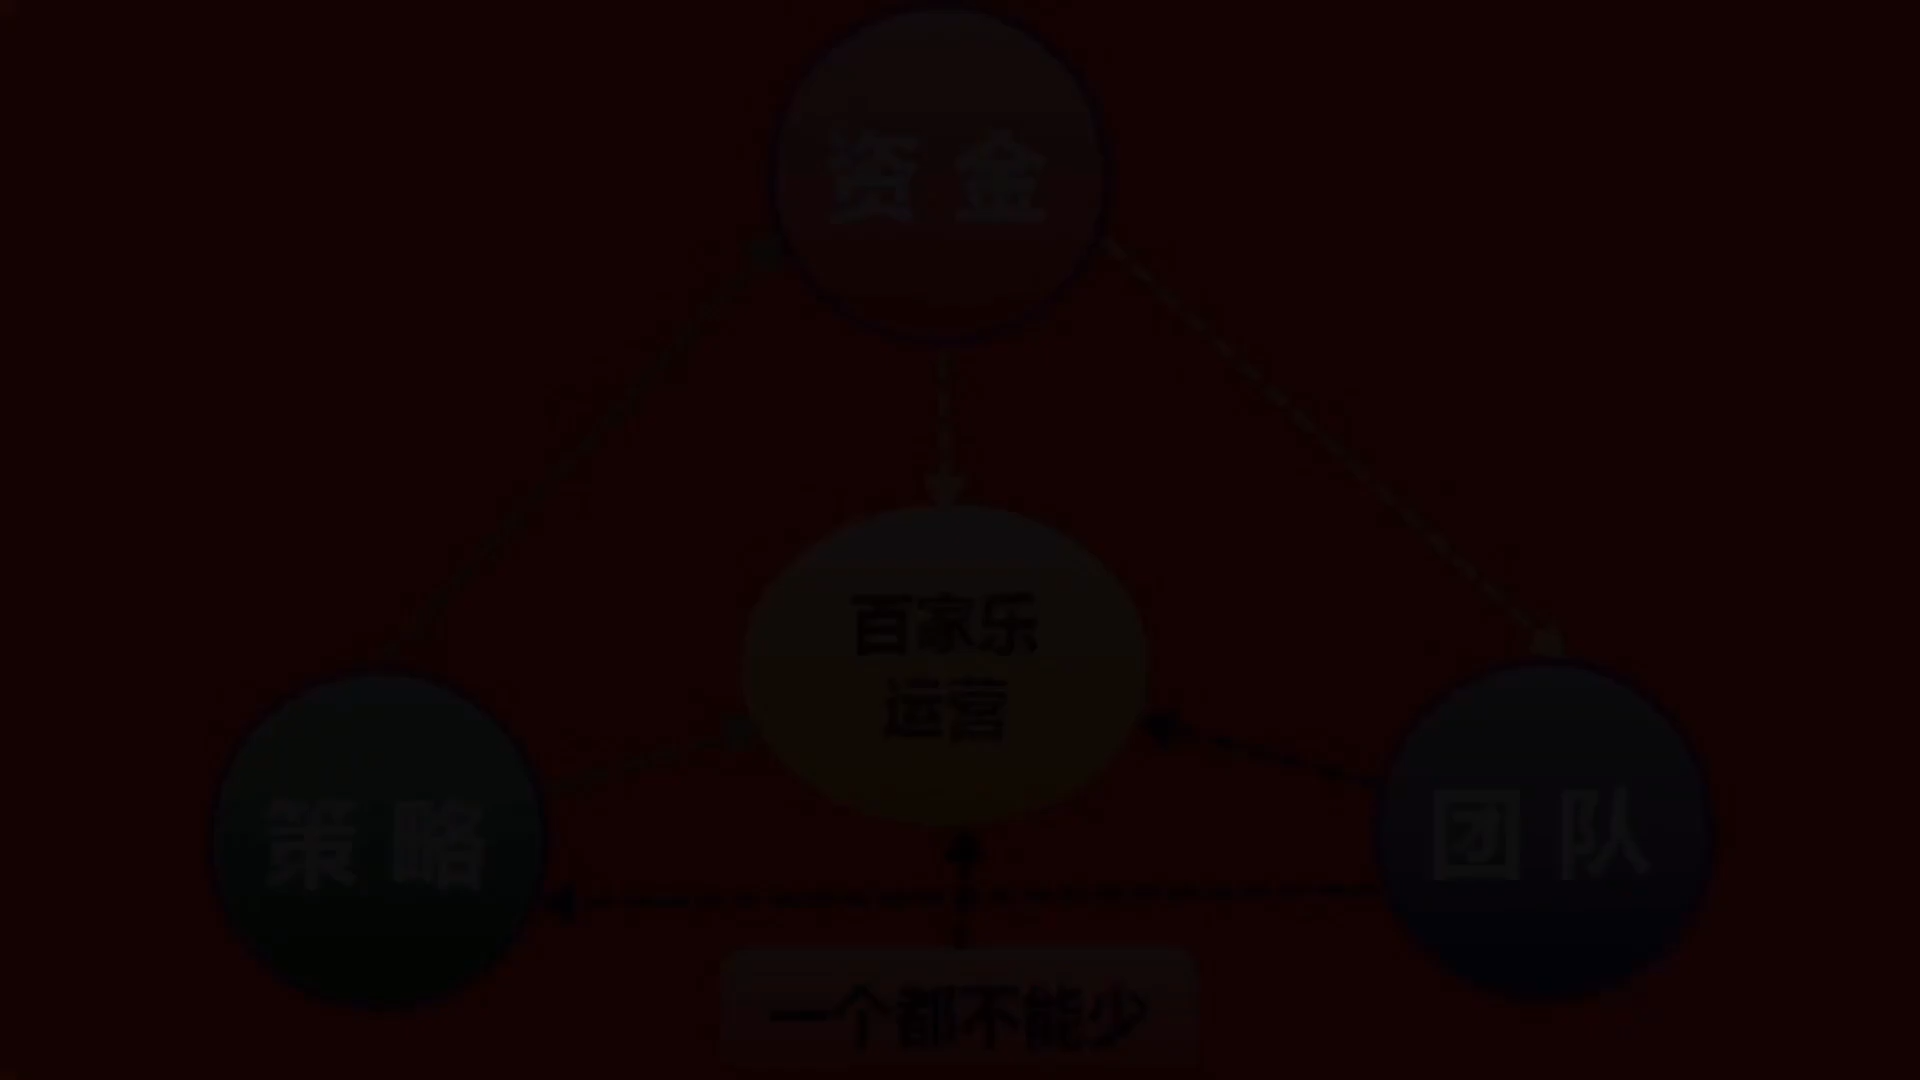 资 金
百家乐
运营
策 略
团 队
一个都不能少